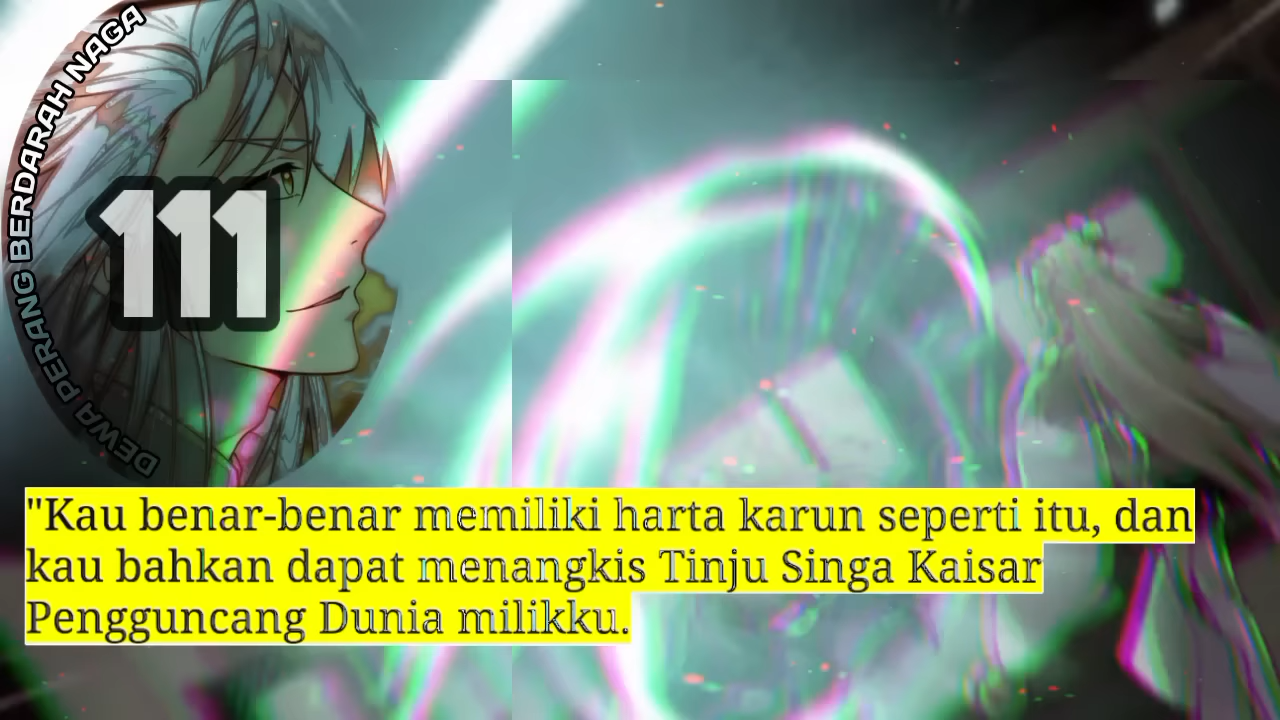 DEWA PERANG BERDARAH NAGA
111
"Kau benar-benar memiliki harta karun seperti itu, dan
kau bahkan dapat menangkis Tinju Singa Kaisar
Pengguncang Dunia milikku.